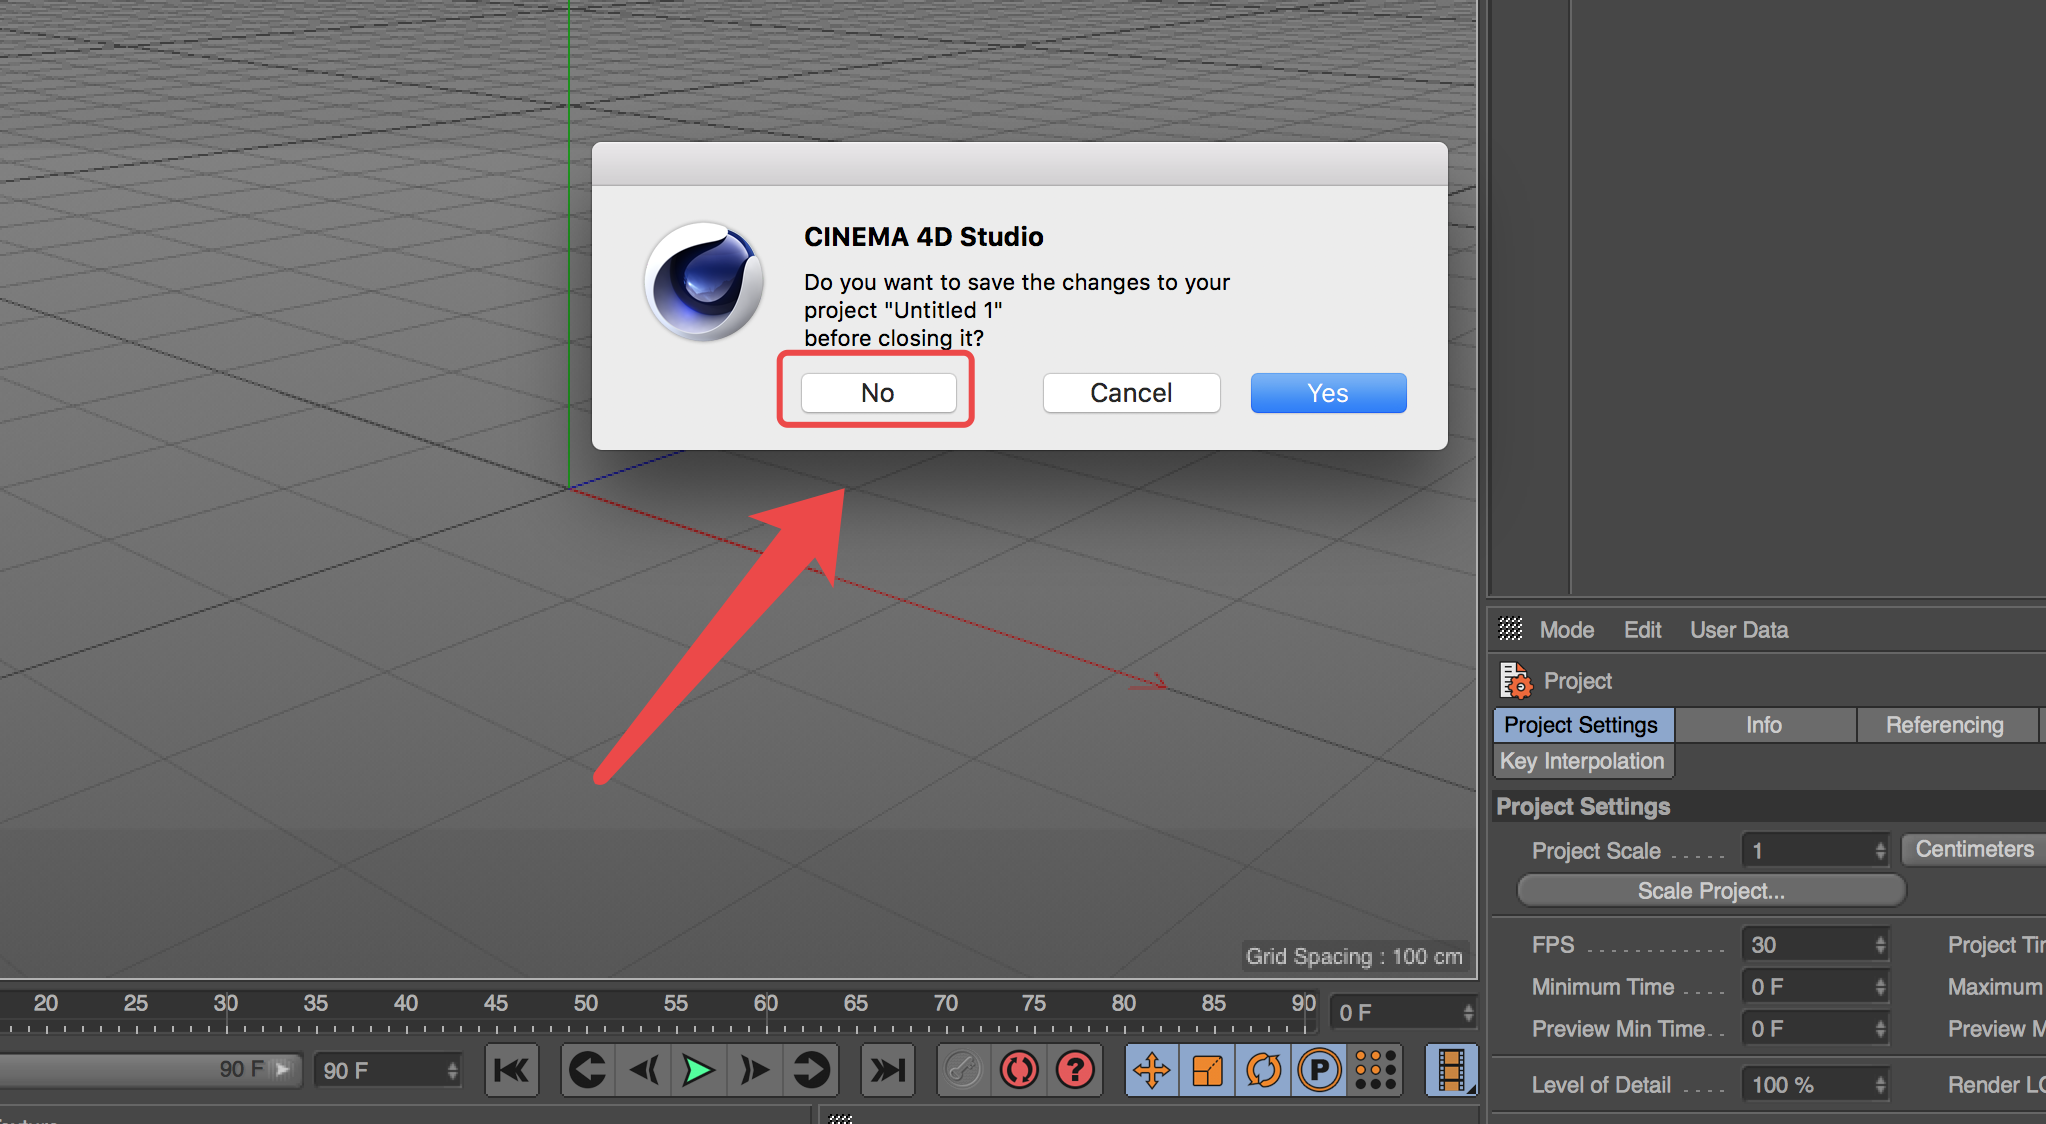 CINEMA 4D Studio
Do you want to save the changes to your
project "Untitled 1"
before closing it?
No
Cancel
Yes
Mode
Edit
User Data
Project
Project Settings
Info
Referencing
Key Interpolation
Project Settings
Project Scale . . . . .
1
Centimeters
Scale Project...
FPS . . . . . . . . . . . .
30
Project
Minimum Time . . . .
0 F
Maximum
Preview Min Time. .
0 F
Preview
Level of Detail . . . .
100 %
Render
Grid Spacing : 100 cm
20
25
30
35
40
45
50
55
60
65
70
75
80
85
90
0 F
90 F
90 F
P
?